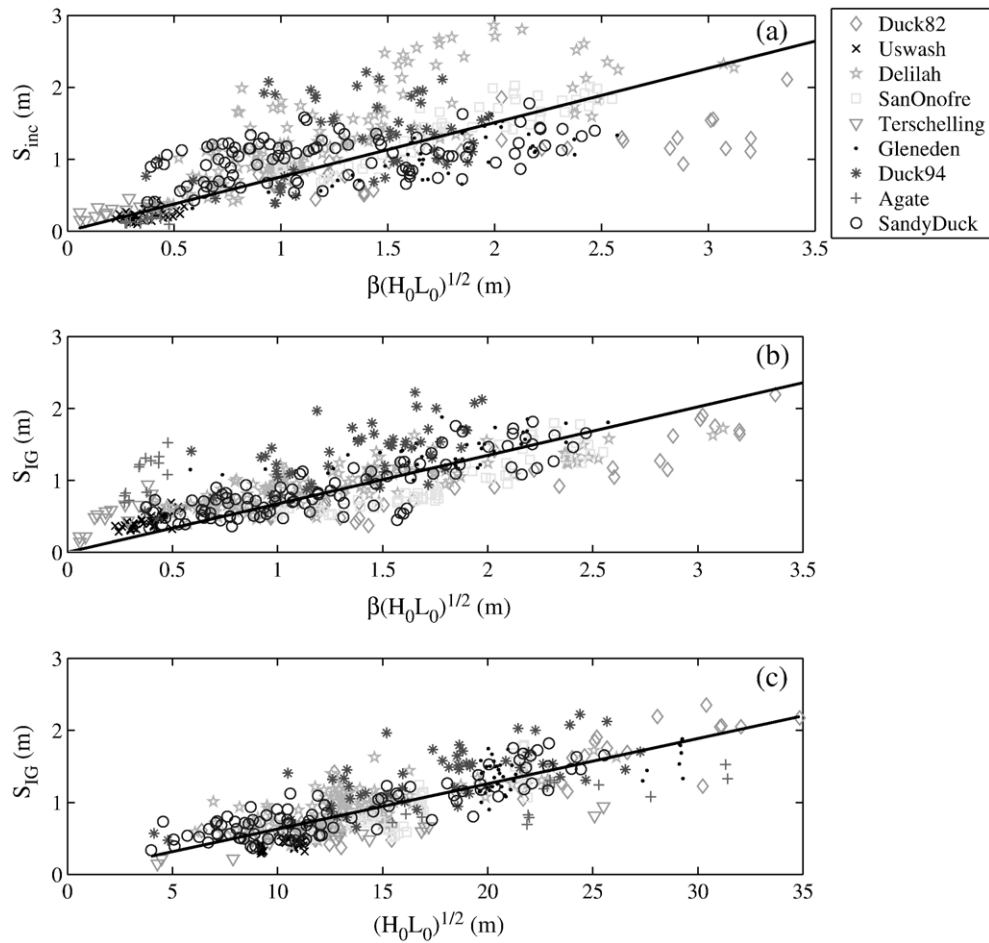 (a)
3
2
1
0
S_inc (m)
0 0.5 1 1.5 2 2.5 3 3.5
β(H₀L₀)^1/2 (m)
Duck82
Uswash
Delilah
SanOnofre
Terschelling
Gleneden
Duck94
Agate
SandyDuck
(b)
3
2
1
0
S_IG (m)
0 0.5 1 1.5 2 2.5 3 3.5
β(H₀L₀)^1/2 (m)
(c)
3
2
1
0
S_IG (m)
0 5 10 15 20 25 30 35
(H₀L₀)^1/2 (m)